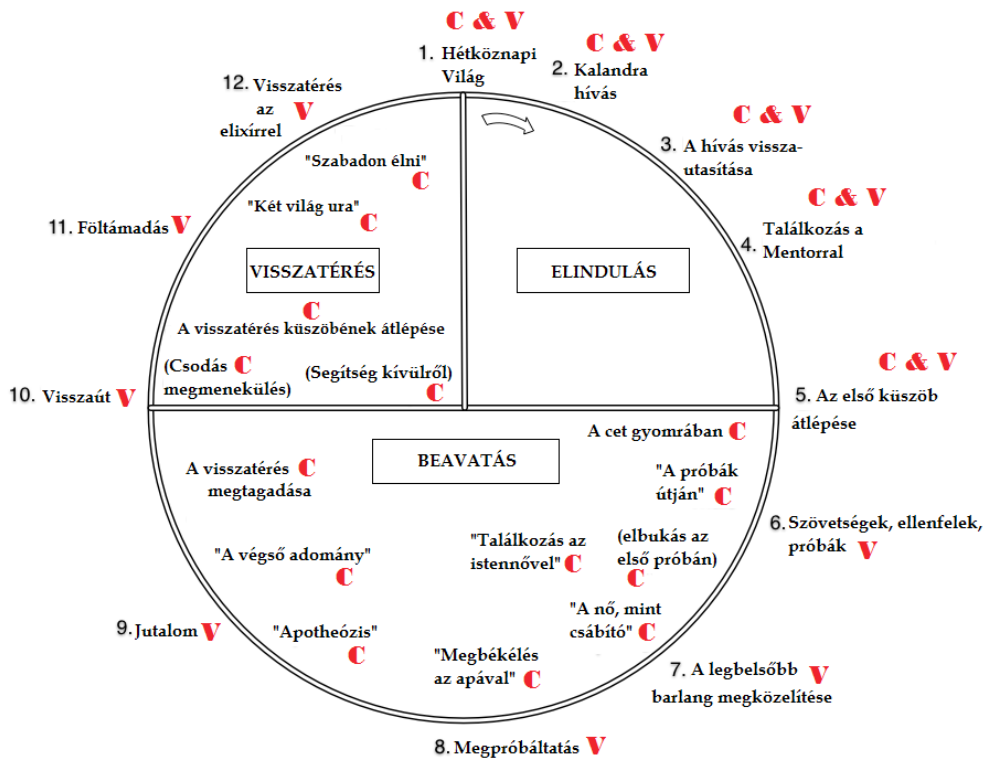 C & V
1. Hétköznapi
Világ
C & V
2. Kalandra
hívás
C & V
3. A hívás vissza-
utasítása
C & V
4. Találkozás a
Mentorral
C & V
5. Az első küszöb
átlépése
6. Szövetségek, ellenfelek,
próbák V
7. A legbelsőbb V
barlang megközelítése
8. Megpróbáltatás V
9. Jutalom V
10. Visszaút V
11. Föltámadás V
12. Visszatérés
az V
elixírrel
ELINDULÁS
BEAVATÁS
A cet gyomrában C
"A próbák
útján" C
(elbukás az
első próbán)
C
"Találkozás az
istennővel" C
"A nő, mint
csábító" C
"Megbékélés
az apával" C
"Apotheózis"
C
"A végső adomány"
C
A visszatérés C
megtagadása
VISSZATÉRÉS
(Csodás C
megmenekülés)
(Segítség kívülről)
C
C
A visszatérés küszöbének átlépése
"Két világ ura"
C
"Szabadon élni"
C